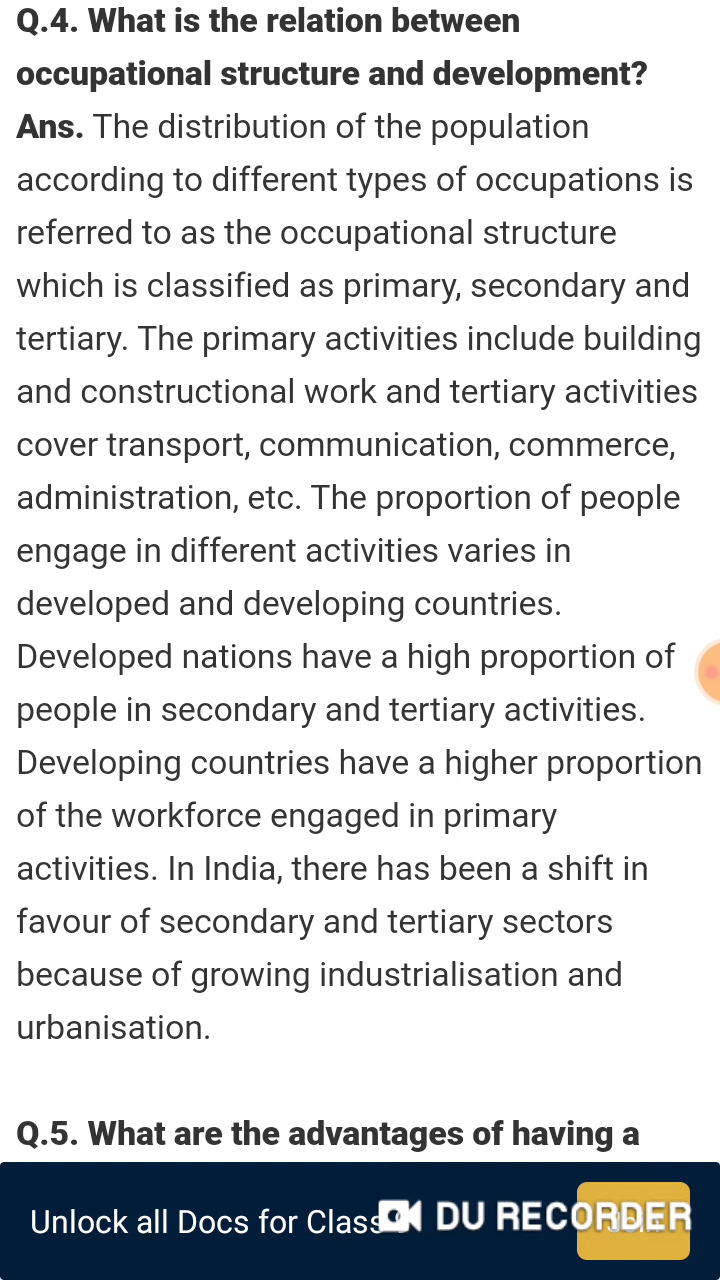 Q.4. What is the relation between
occupational structure and development?
Ans. The distribution of the population
according to different types of occupations is
referred to as the occupational structure
which is classified as primary, secondary and
tertiary. The primary activities include building
and constructional work and tertiary activities
cover transport, communication, commerce,
administration, etc. The proportion of people
engage in different activities varies in
developed and developing countries.
Developed nations have a high proportion of
people in secondary and tertiary activities.
Developing countries have a higher proportion
of the workforce engaged in primary
activities. In India, there has been a shift in
favour of secondary and tertiary sectors
because of growing industrialisation and
urbanisation.
Q.5. What are the advantages of having a
Unlock all Docs for Class DU RECORDER